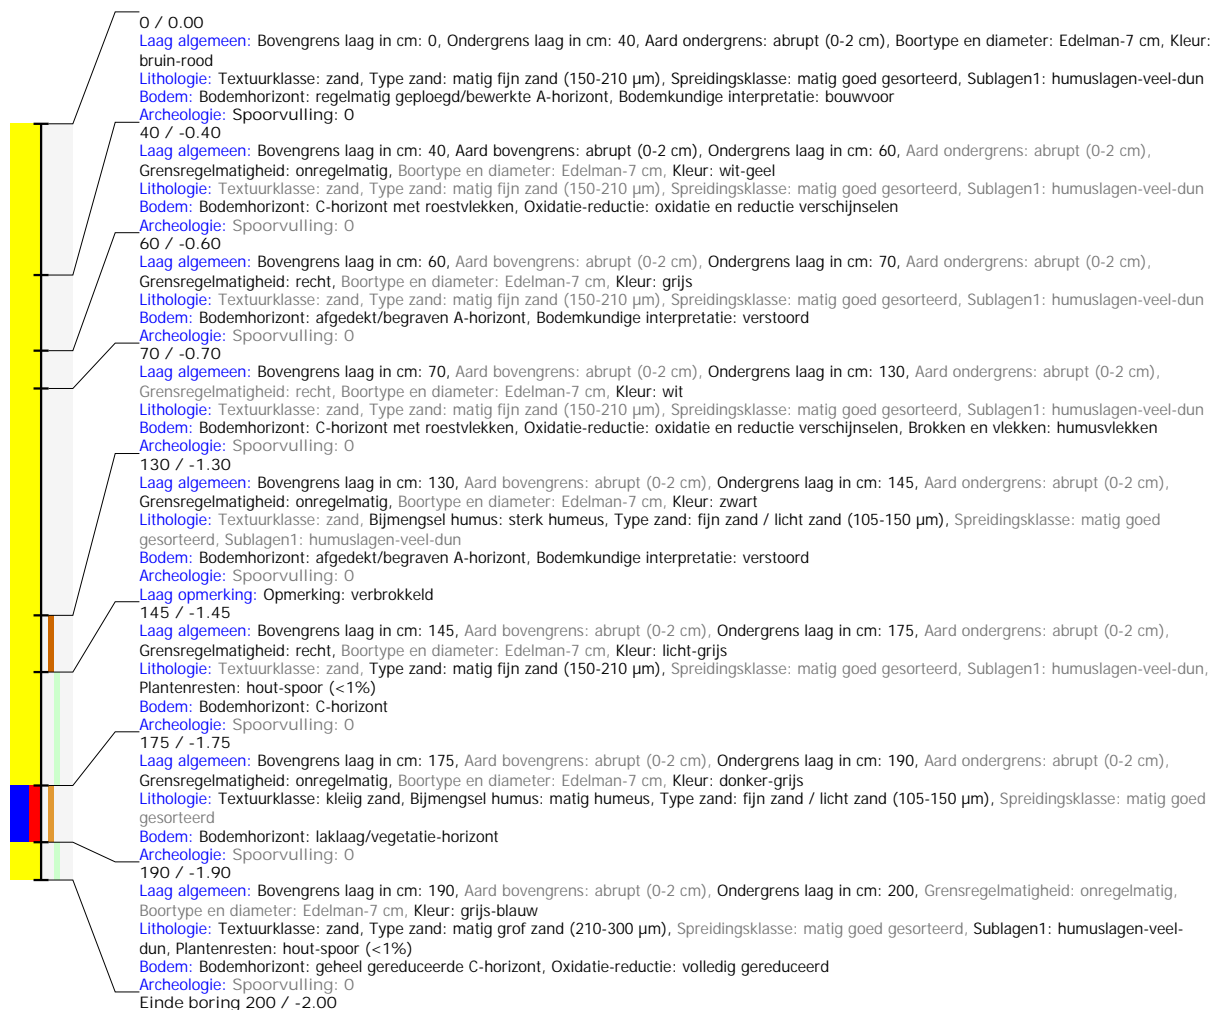 0 / 0.00
Laag algemeen: Bovengrens laag in cm: 0, Ondergrens laag in cm: 40, Aard ondergrens: abrupt (0-2 cm), Boortype en diameter: Edelman-7 cm, Kleur:
bruin-rood
Lithologie: Textuurklasse: zand, Type zand: matig fijn zand (150-210 µm), Spreidingsklasse: matig goed gesorteerd, Sublagen1: humuslagen-veel-dun
Bodem: Bodemhorizont: regelmatig geploegd/bewerkte A-horizont, Bodemkundige interpretatie: bouwvoor
Archeologie: Spoorvulling: 0
40 / -0.40
Laag algemeen: Bovengrens laag in cm: 40, Aard bovengrens: abrupt (0-2 cm), Ondergrens laag in cm: 60, Aard ondergrens: abrupt (0-2 cm),
Grensregelmatigheid: onregelmatig, Boortype en diameter: Edelman-7 cm, Kleur: wit-geel
Lithologie: Textuurklasse: zand, Type zand: matig fijn zand (150-210 µm), Spreidingsklasse: matig goed gesorteerd, Sublagen1: humuslagen-veel-dun
Bodem: Bodemhorizont: C-horizont met roestvlekken, Oxidatie-reductie: oxidatie en reductie verschijnselen
Archeologie: Spoorvulling: 0
60 / -0.60
Laag algemeen: Bovengrens laag in cm: 60, Aard bovengrens: abrupt (0-2 cm), Ondergrens laag in cm: 70, Aard ondergrens: abrupt (0-2 cm),
Grensregelmatigheid: recht, Boortype en diameter: Edelman-7 cm, Kleur: grijs
Lithologie: Textuurklasse: zand, Type zand: matig fijn zand (150-210 µm), Spreidingsklasse: matig goed gesorteerd, Sublagen1: humuslagen-veel-dun
Bodem: Bodemhorizont: afgedekt/begraven A-horizont, Bodemkundige interpretatie: verstoord
Archeologie: Spoorvulling: 0
70 / -0.70
Laag algemeen: Bovengrens laag in cm: 70, Aard bovengrens: abrupt (0-2 cm), Ondergrens laag in cm: 130, Aard ondergrens: abrupt (0-2 cm),
Grensregelmatigheid: recht, Boortype en diameter: Edelman-7 cm, Kleur: wit
Lithologie: Textuurklasse: zand, Type zand: matig fijn zand (150-210 µm), Spreidingsklasse: matig goed gesorteerd, Sublagen1: humuslagen-veel-dun
Bodem: Bodemhorizont: C-horizont met roestvlekken, Oxidatie-reductie: oxidatie en reductie verschijnselen, Brokken en vlekken: humusvlekken
Archeologie: Spoorvulling: 0
130 / -1.30
Laag algemeen: Bovengrens laag in cm: 130, Aard bovengrens: abrupt (0-2 cm), Ondergrens laag in cm: 145, Aard ondergrens: abrupt (0-2 cm),
Grensregelmatigheid: onregelmatig, Boortype en diameter: Edelman-7 cm, Kleur: zwart
Lithologie: Textuurklasse: zand, Bijmengsel humus: sterk humeus, Type zand: fijn zand / licht zand (105-150 µm), Spreidingsklasse: matig goed
gesorteerd, Sublagen1: humuslagen-veel-dun
Bodem: Bodemhorizont: afgedekt/begraven A-horizont, Bodemkundige interpretatie: verstoord
Archeologie: Spoorvulling: 0
Laag opmerking: Opmerking: verbrokkeld
145 / -1.45
Laag algemeen: Bovengrens laag in cm: 145, Aard bovengrens: abrupt (0-2 cm), Ondergrens laag in cm: 175, Aard ondergrens: abrupt (0-2 cm),
Grensregelmatigheid: recht, Boortype en diameter: Edelman-7 cm, Kleur: licht-grijs
Lithologie: Textuurklasse: zand, Type zand: matig fijn zand (150-210 µm), Spreidingsklasse: matig goed gesorteerd, Sublagen1: humuslagen-veel-dun,
Plantenresten: hout-spoor (<1%)
Bodem: Bodemhorizont: C-horizont
Archeologie: Spoorvulling: 0
175 / -1.75
Laag algemeen: Bovengrens laag in cm: 175, Aard bovengrens: abrupt (0-2 cm), Ondergrens laag in cm: 190, Aard ondergrens: abrupt (0-2 cm),
Grensregelmatigheid: onregelmatig, Boortype en diameter: Edelman-7 cm, Kleur: donker-grijs
Lithologie: Textuurklasse: kleiig zand, Bijmengsel humus: matig humeus, Type zand: fijn zand / licht zand (105-150 µm), Spreidingsklasse: matig goed
gesorteerd
Bodem: Bodemhorizont: laklaag/vegetatie-horizont
Archeologie: Spoorvulling: 0
190 / -1.90
Laag algemeen: Bovengrens laag in cm: 190, Aard bovengrens: abrupt (0-2 cm), Ondergrens laag in cm: 200, Grensregelmatigheid: onregelmatig,
Boortype en diameter: Edelman-7 cm, Kleur: grijs-blauw
Lithologie: Textuurklasse: zand, Type zand: matig grof zand (210-300 µm), Spreidingsklasse: matig goed gesorteerd, Sublagen1: humuslagen-veel-
dun, Plantenresten: hout-spoor (<1%)
Bodem: Bodemhorizont: geheel gereduceerde C-horizont, Oxidatie-reductie: volledig gereduceerd
Archeologie: Spoorvulling: 0
Einde boring 200 / -2.00